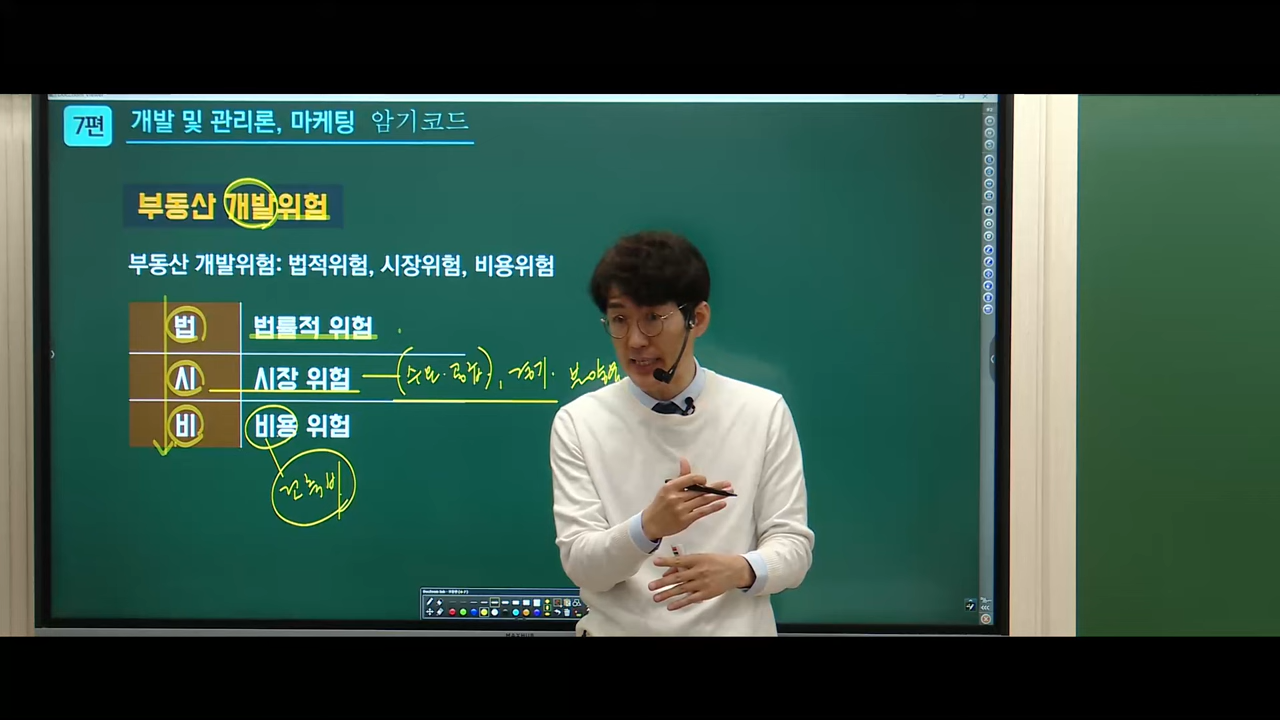 7편 개발 및 관리론, 마케팅 암기코드
부동산 개발위험
부동산 개발위험: 법적위험, 시장위험, 비용위험
법 법률적 위험
시 시장 위험 (수요·공급), 경기·
비 비용 위험
건축비